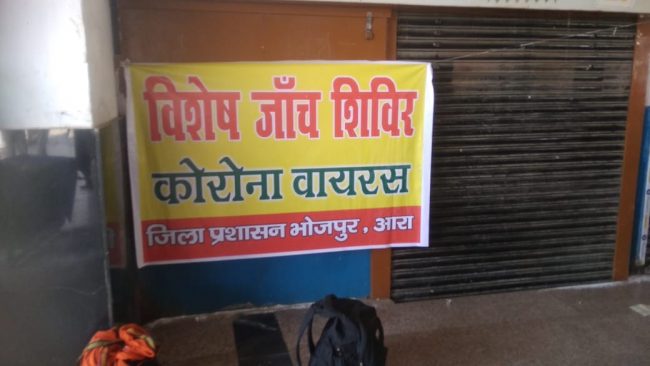 विशेष जाँच शिविर
कोरोना वायरस
जिला प्रशासन भोजपुर , आरा